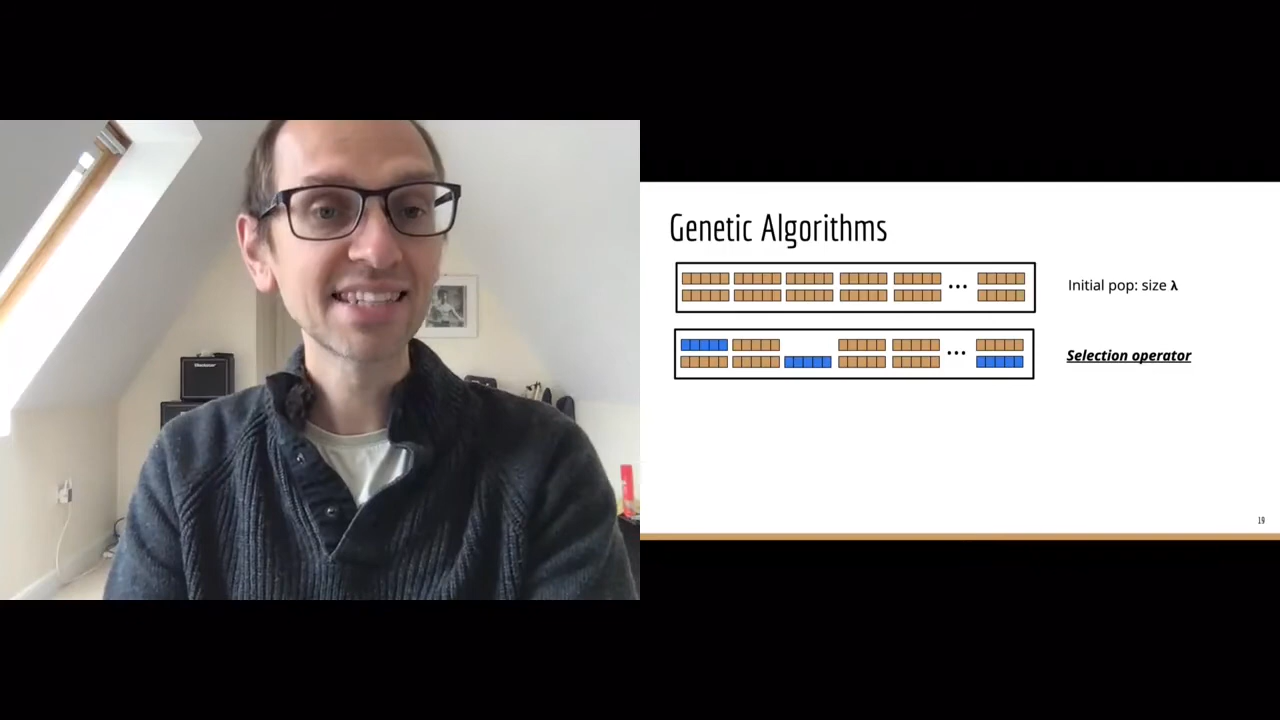 Genetic Algorithms
•••
Initial pop: size λ
•••
Selection operator
19